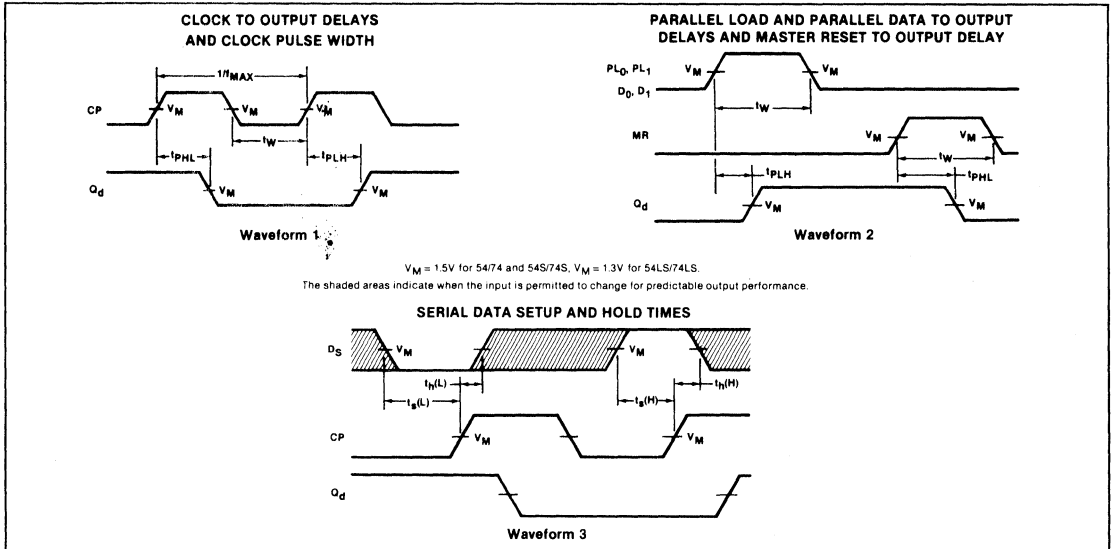 CLOCK TO OUTPUT DELAYS
AND CLOCK PULSE WIDTH
1/fMAX
CP
VM
VM
VM
tW
tPHL
tPLH
Qd
VM
VM
Waveform 1
PARALLEL LOAD AND PARALLEL DATA TO OUTPUT
DELAYS AND MASTER RESET TO OUTPUT DELAY
PL0, PL1
VM
VM
D0, D1
tW
MR
VM
VM
tW
tPLH
tPHL
Qd
VM
VM
Waveform 2
VM = 1.5V for 54/74 and 54S/74S, VM = 1.3V for 54LS/74LS.
The shaded areas indicate when the input is permitted to change for predictable output performance.
SERIAL DATA SETUP AND HOLD TIMES
DS
VM
VM
th(L)
th(H)
ts(L)
ts(H)
CP
VM
VM
Qd
Waveform 3